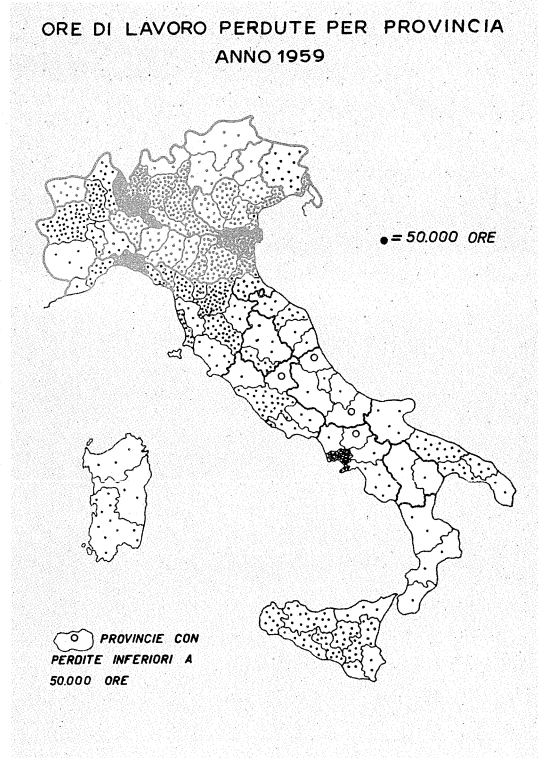 ORE DI LAVORO PERDUTE PER PROVINCIA
ANNO 1959
= 50.000 ORE
PROVINCIE CON
PERDITE INFERIORI A
50.000 ORE